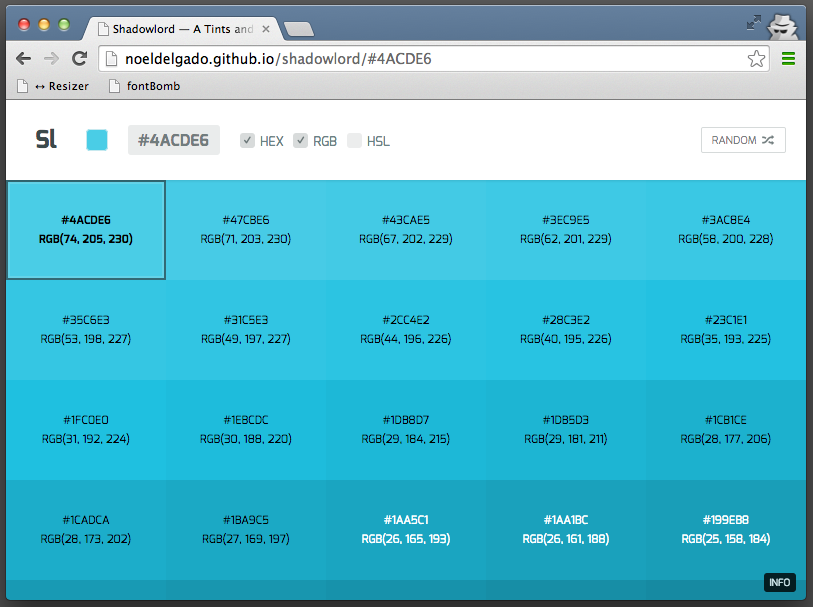 Shadowlord — A Tints and
noeldelgado.github.io/shadowlord/#4ACDE6
↔ Resizer fontBomb
Sl #4ACDE6 HEX RGB HSL RANDOM
#4ACDE6 #47CBE6 #43CAE5 #3EC9E5 #3AC8E4
RGB(74, 205, 230) RGB(71, 203, 230) RGB(67, 202, 229) RGB(62, 201, 229) RGB(58, 200, 228)
#35C6E3 #31C5E3 #2CC4E2 #28C3E2 #23C1E1
RGB(53, 198, 227) RGB(49, 197, 227) RGB(44, 196, 226) RGB(40, 195, 226) RGB(35, 193, 225)
#1FC0E0 #1EBCDC #1DB8D7 #1DB5D3 #1CB1CE
RGB(31, 192, 224) RGB(30, 188, 220) RGB(29, 184, 215) RGB(29, 181, 211) RGB(28, 177, 206)
#1CADCA #1BA9C5 #1AA5C1 #1AA1BC #199EB8
RGB(28, 173, 202) RGB(27, 169, 197) RGB(26, 165, 193) RGB(26, 161, 188) RGB(25, 158, 184)
INFO